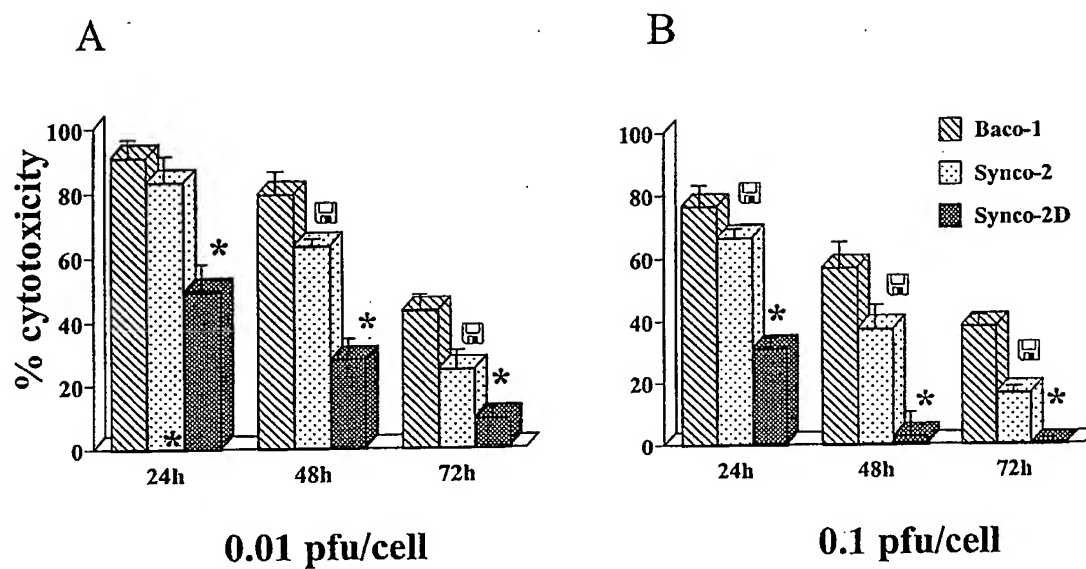 A
B
% cytotoxicity
100
80
60
40
20
0
*
*
*
*
24h
48h
72h
0.01 pfu/cell
100
80
60
40
20
0
*
*
*
24h
48h
72h
0.1 pfu/cell
Baco-1
Synco-2
Synco-2D